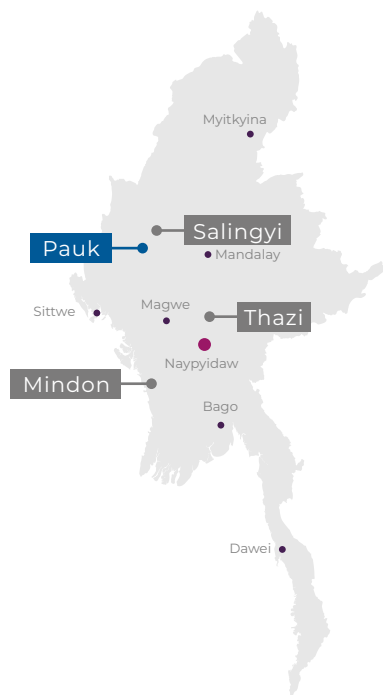 Myitkyina
Salingyi
Pauk
Mandalay
Magwe
Sittwe
Thazi
Naypyidaw
Mindon
Bago
Dawei